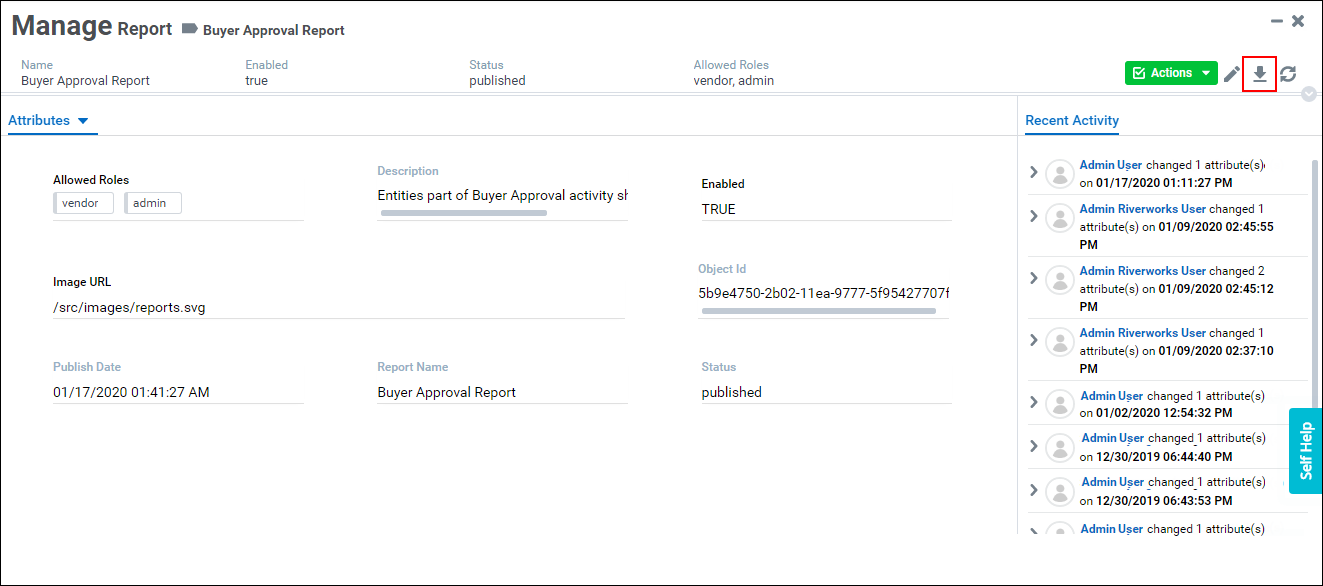 Manage Report Buyer Approval Report
Name
Buyer Approval Report
Enabled
true
Status
published
Allowed Roles
vendor, admin
Actions
Attributes
Allowed Roles
vendor admin
Description
Entities part of Buyer Approval activity sh
Enabled
TRUE
Image URL
/src/images/reports.svg
Object Id
5b9e4750-2b02-11ea-9777-5f95427707f
Publish Date
01/17/2020 01:41:27 AM
Report Name
Buyer Approval Report
Status
published
Recent Activity
Admin User changed 1 attribute(s)
on 01/17/2020 01:11:27 PM
Admin Riverworks User changed 1
attribute(s) on 01/09/2020 02:45:55
PM
Admin Riverworks User changed 2
attribute(s) on 01/09/2020 02:45:12
PM
Admin Riverworks User changed 1
attribute(s) on 01/09/2020 02:37:10
PM
Admin User changed 1 attribute(s)
on 01/02/2020 12:54:32 PM
Admin User changed 1 attribute(s)
on 12/30/2019 06:44:40 PM
Admin User changed 1 attribute(s)
on 12/30/2019 06:43:53 PM
Admin User changed 1 attribute(s)
Self Help